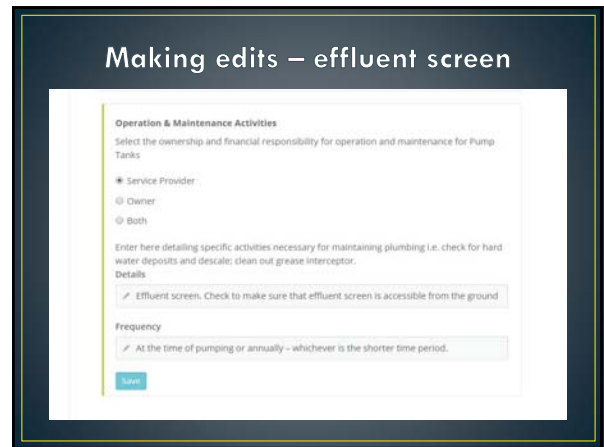 Making edits – effluent screen
Operation & Maintenance Activities
Select the ownership and financial responsibility for operation and maintenance for Pump
Tanks
Service Provider
Owner
Both
Enter here detailing specific activities necessary for maintaining plumbing i.e. check for hard
water deposits and descale; clean out grease interceptor.
Details
Effluent screen. Check to make sure that effluent screen is accessible from the ground
Frequency
At the time of pumping or annually – whichever is the shorter time period.
Save